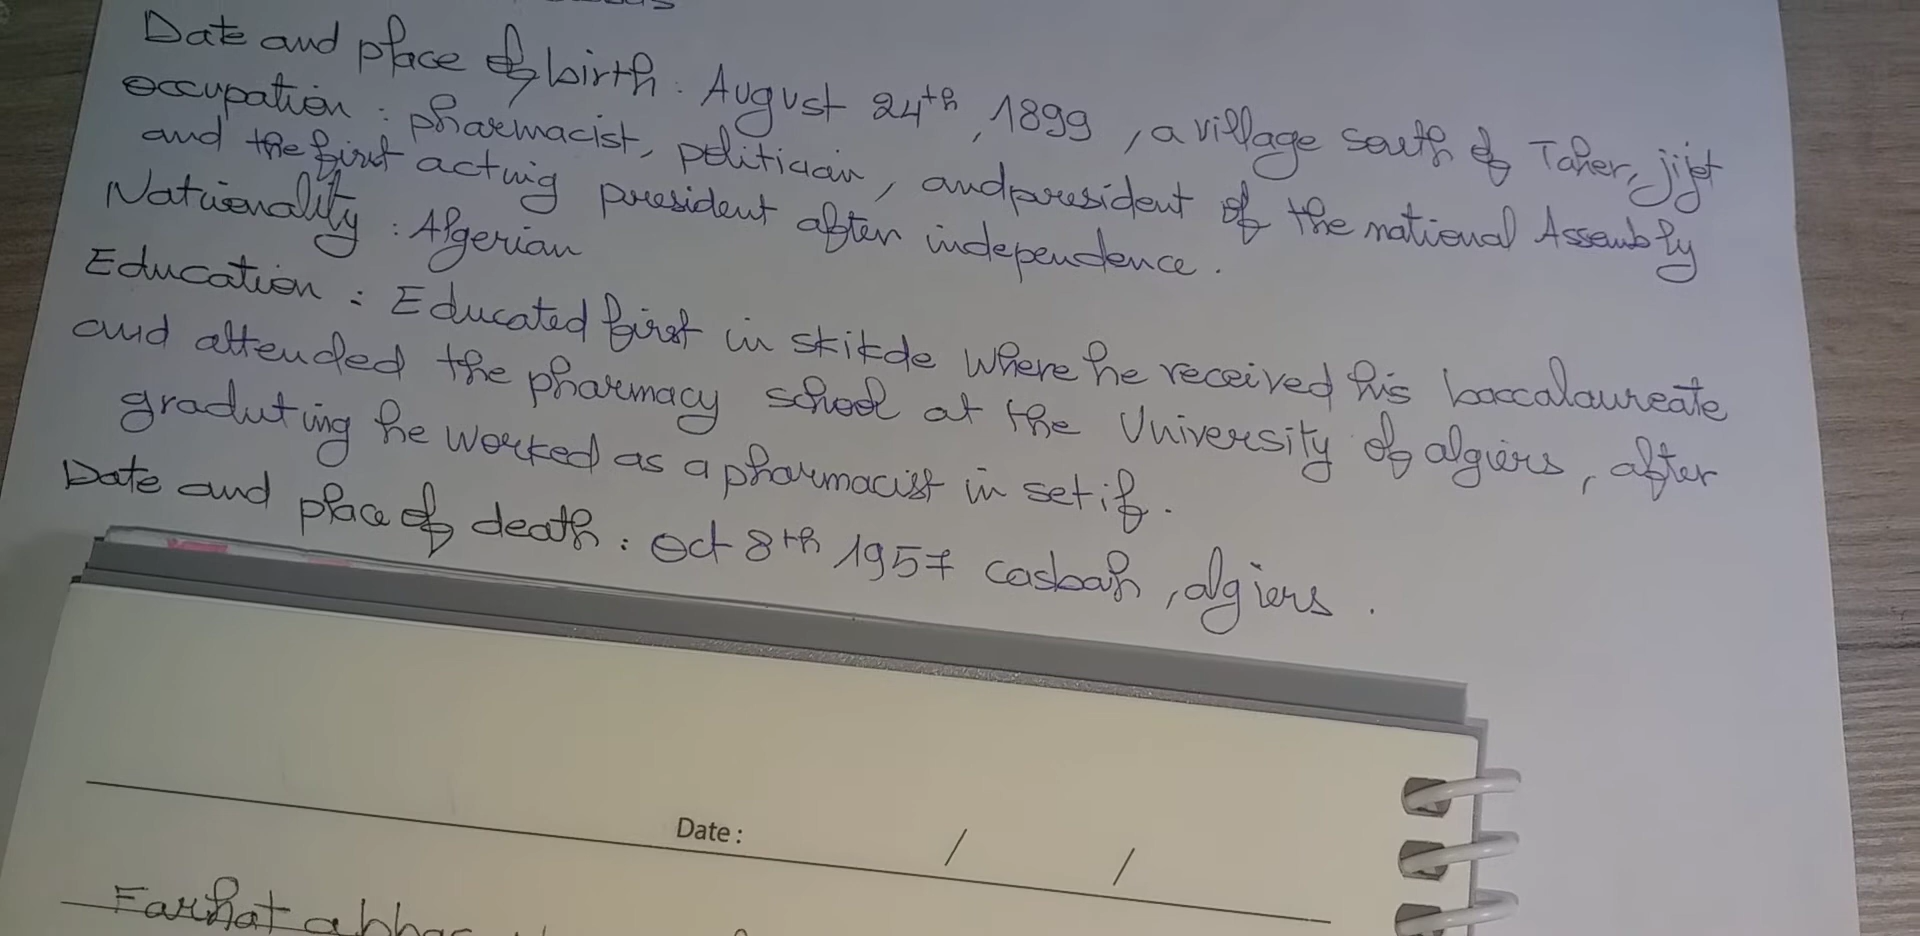 Date and place of birth : August 24th, 1899, a village south of Taher, jijel
occupation : pharmacist, politician, and president of the national Assembly
and the first acting president after independence.
Nationality : Algerian
Education : Educated first in skikde where he received his baccalaureate
and attended the pharmacy school at the University of algiers, after
graduting he worked as a pharmacist in setif.
Date and place of death : oct 8th 1957 casbah, algiers.
Date : / /
Farhat abbas